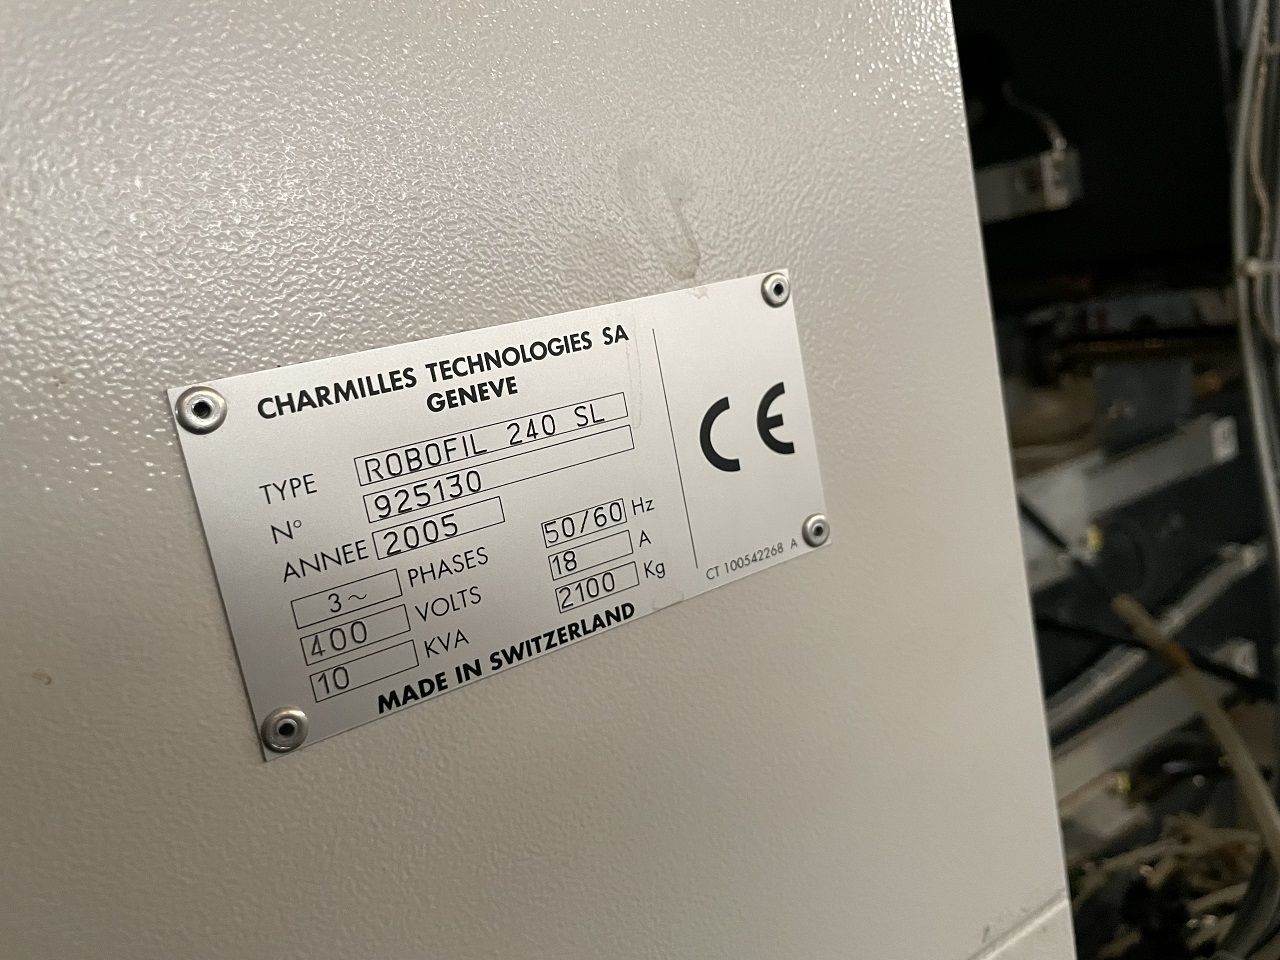 CHARMILLES TECHNOLOGIES SA
GENEVE
TYPE ROBOFIL 240 SL
N° 925130
ANNEE 2005
3~ PHASES 50/60 Hz
400 VOLTS 18 A
10 KVA 2100 Kg
MADE IN SWITZERLAND
CE
CT 100542268 A